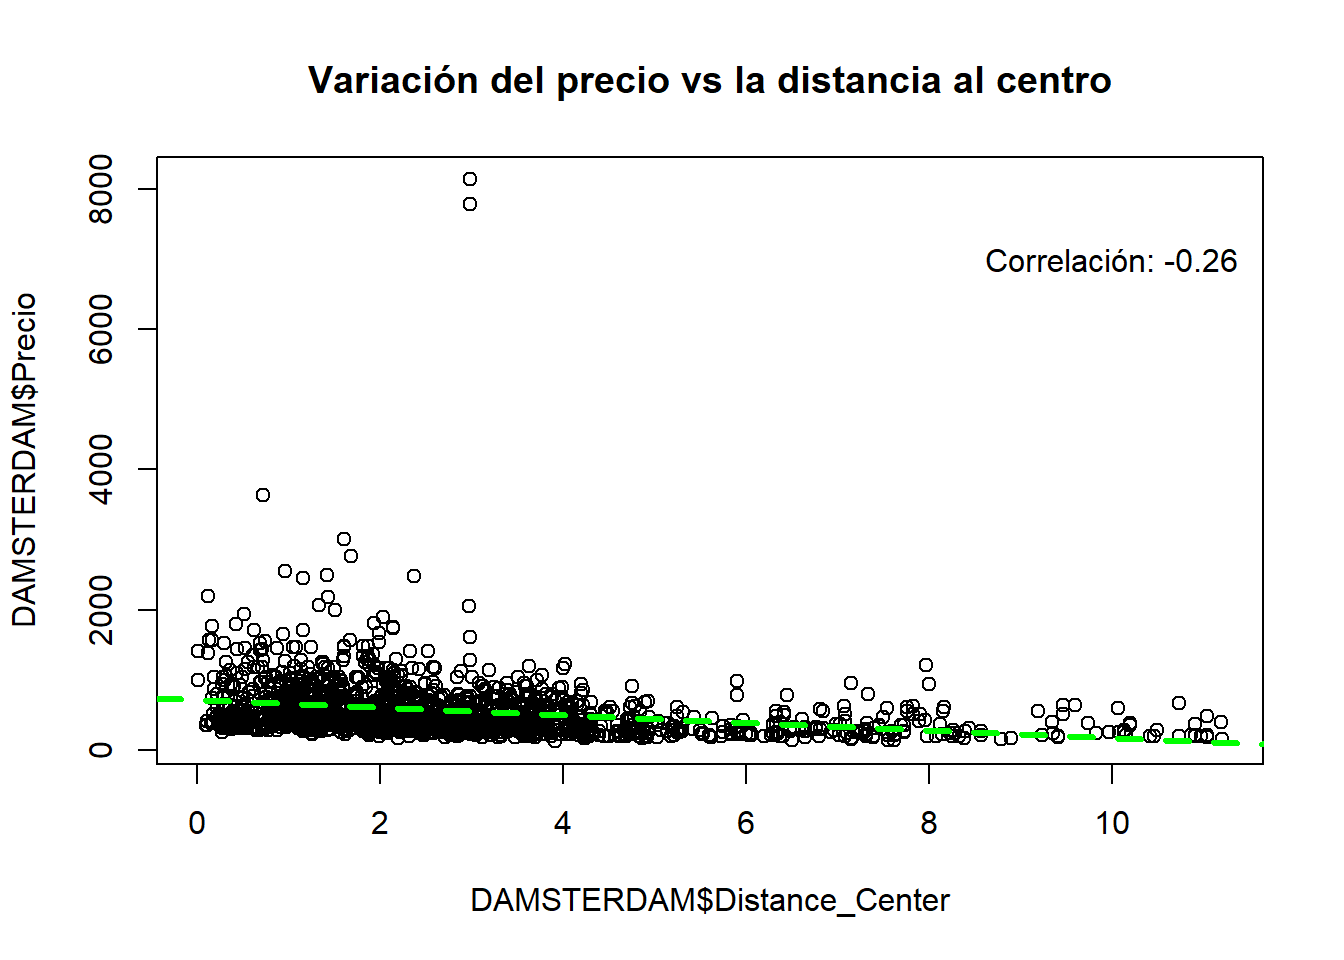 Variación del precio vs la distancia al centro
DAMSTERDAM$Precio
8000
6000
4000
2000
0
Correlación: -0.26
0 2 4 6 8 10
DAMSTERDAM$Distance_Center